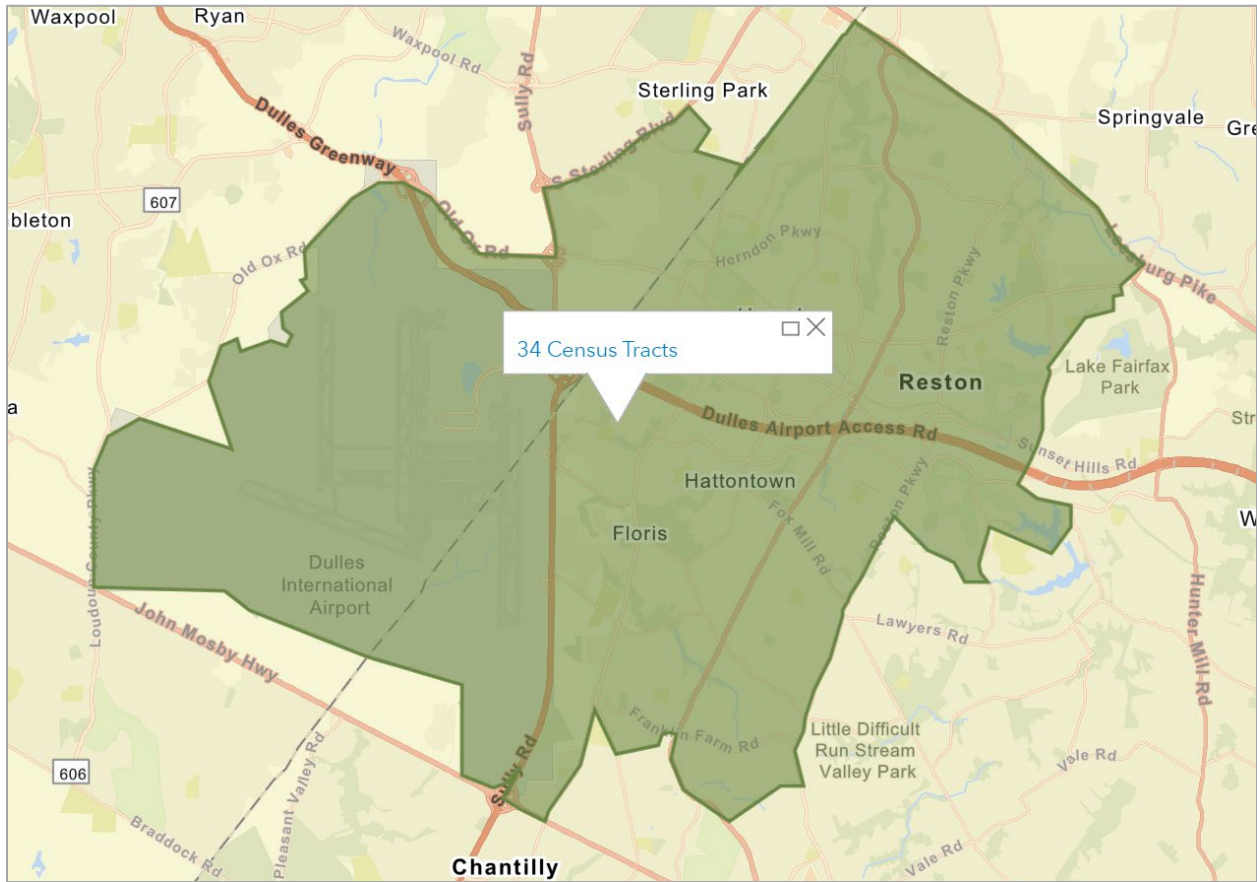 Waxpool
Ryan
Waxpool Rd
Sully Rd
Sterling Park
Springvale
Gre
Dulles Greenway
S Sterling Blvd
607
bleton
Old Ox Rd
Old Ox Rd
Herndon Pkwy
Leesburg Pike
Reston Pkwy
34 Census Tracts
Lake Fairfax
Park
Reston
a
Str
Dulles Airport Access Rd
Sunset Hills Rd
Hattontown
Reston Pkwy
Fox Mill Rd
Floris
W
Loudoun County Pkwy
Dulles
International
Airport
John Mosby Hwy
Lawyers Rd
Hunter Mill Rd
Franklin Farm Rd
Little Difficult
Run Stream
Valley Park
Sully Rd
Vale Rd
606
Pleasant Valley Rd
Braddock Rd
Chantilly
Vale Rd